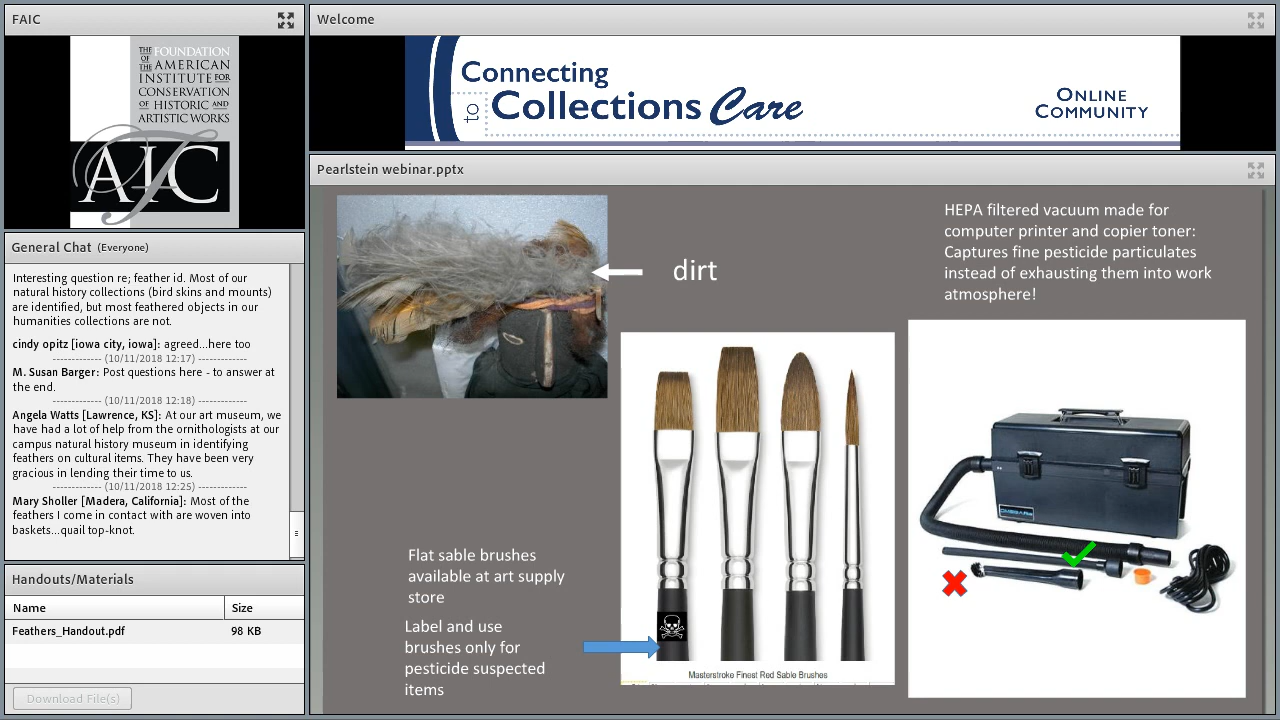 FAIC
THE FOUNDATION
OF THE AMERICAN
INSTITUTE FOR
CONSERVATION
OF HISTORIC AND
ARTISTIC WORKS
AIC
General Chat (Everyone)
Interesting question re; feather id. Most of our
natural history collections (bird skins and mounts)
are identified, but most feathered objects in our
humanities collections are not.
cindy opitz [iowa city, iowa]: agreed...here too
------------- (10/11/2018 12:17) -------------
M. Susan Barger: Post questions here - to answer at
the end.
------------- (10/11/2018 12:18) -------------
Angela Watts [Lawrence, KS]: At our art museum, we
have had a lot of help from the ornithologists at our
campus natural history museum in identifying
feathers on cultural items. They have been very
gracious in lending their time to us.
------------- (10/11/2018 12:25) -------------
Mary Sholler [Madera, California]: Most of the
feathers I come in contact with are woven into
baskets...quail top-knot.
Handouts/Materials
Name Size
Feathers_Handout.pdf 98 KB
Download File(s)
Welcome
Connecting
to Collections Care
ONLINE
COMMUNITY
Pearlstein webinar.pptx
dirt
HEPA filtered vacuum made for
computer printer and copier toner:
Captures fine pesticide particulates
instead of exhausting them into work
atmosphere!
Flat sable brushes
available at art supply
store
Label and use
brushes only for
pesticide suspected
items
Masterstroke Finest Red Sable Brushes